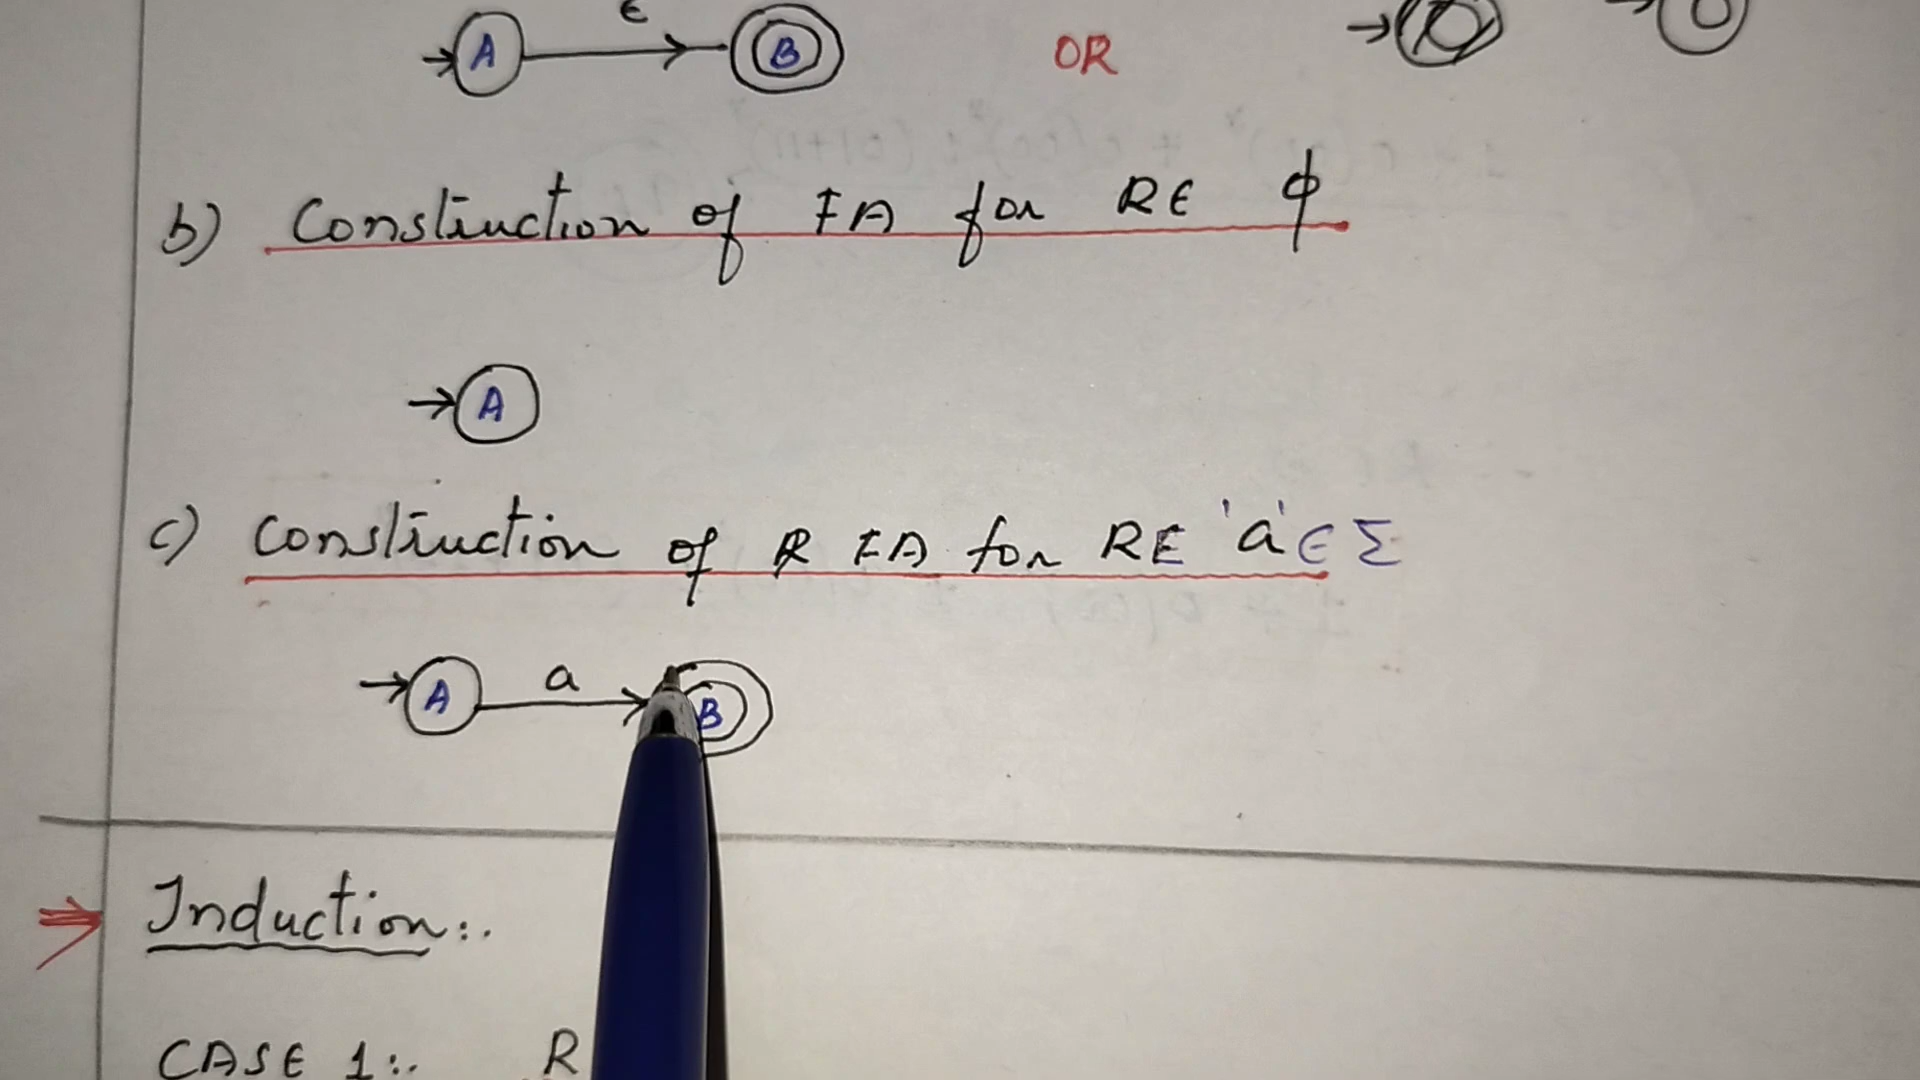 ε
A B OR
b) Construction of FA for RE ϕ
A
c) Construction of FA for RE 'a' ∈ Σ
A a B
Induction:.
CASE 1:. R